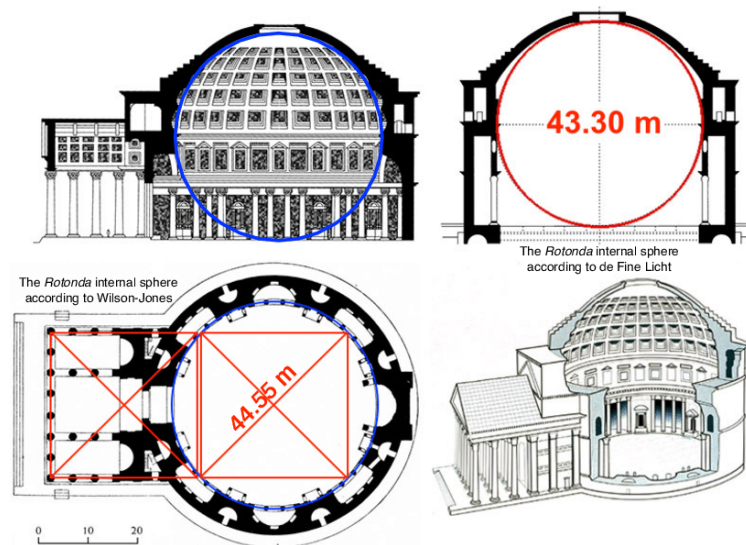 43.30 m
The Rotonda internal sphere
according to de Fine Licht
The Rotonda internal sphere
according to Wilson-Jones
44.55 m
0 10 20